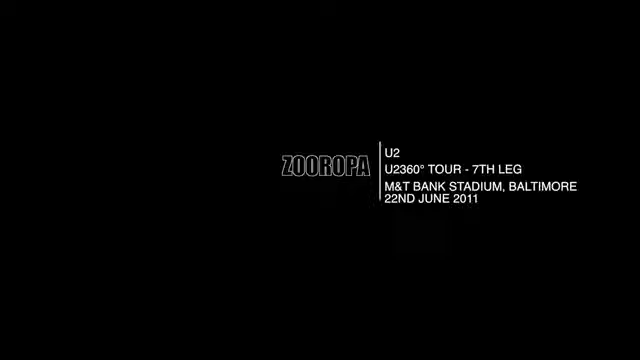 ZOOROPA
U2
U2360° TOUR - 7TH LEG
M&T BANK STADIUM, BALTIMORE
22ND JUNE 2011